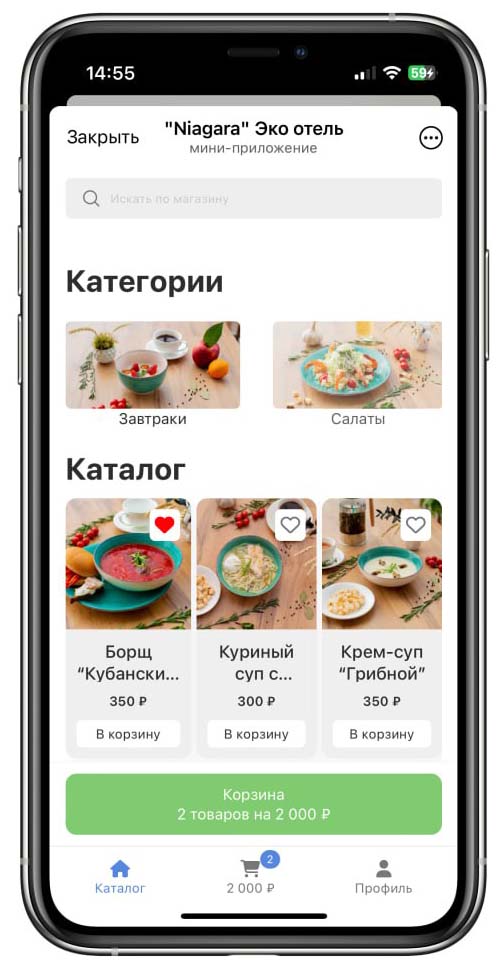 14:55
59
Закрыть
"Niagara" Эко отель
мини-приложение
Искать по магазину
Категории
Завтраки
Салаты
Каталог
Борщ
“Кубански...
350 ₽
В корзину
Куриный
суп с...
300 ₽
В корзину
Крем-суп
“Грибной”
350 ₽
В корзину
Корзина
2 товаров на 2 000 ₽
Каталог
2
2 000 ₽
Профиль